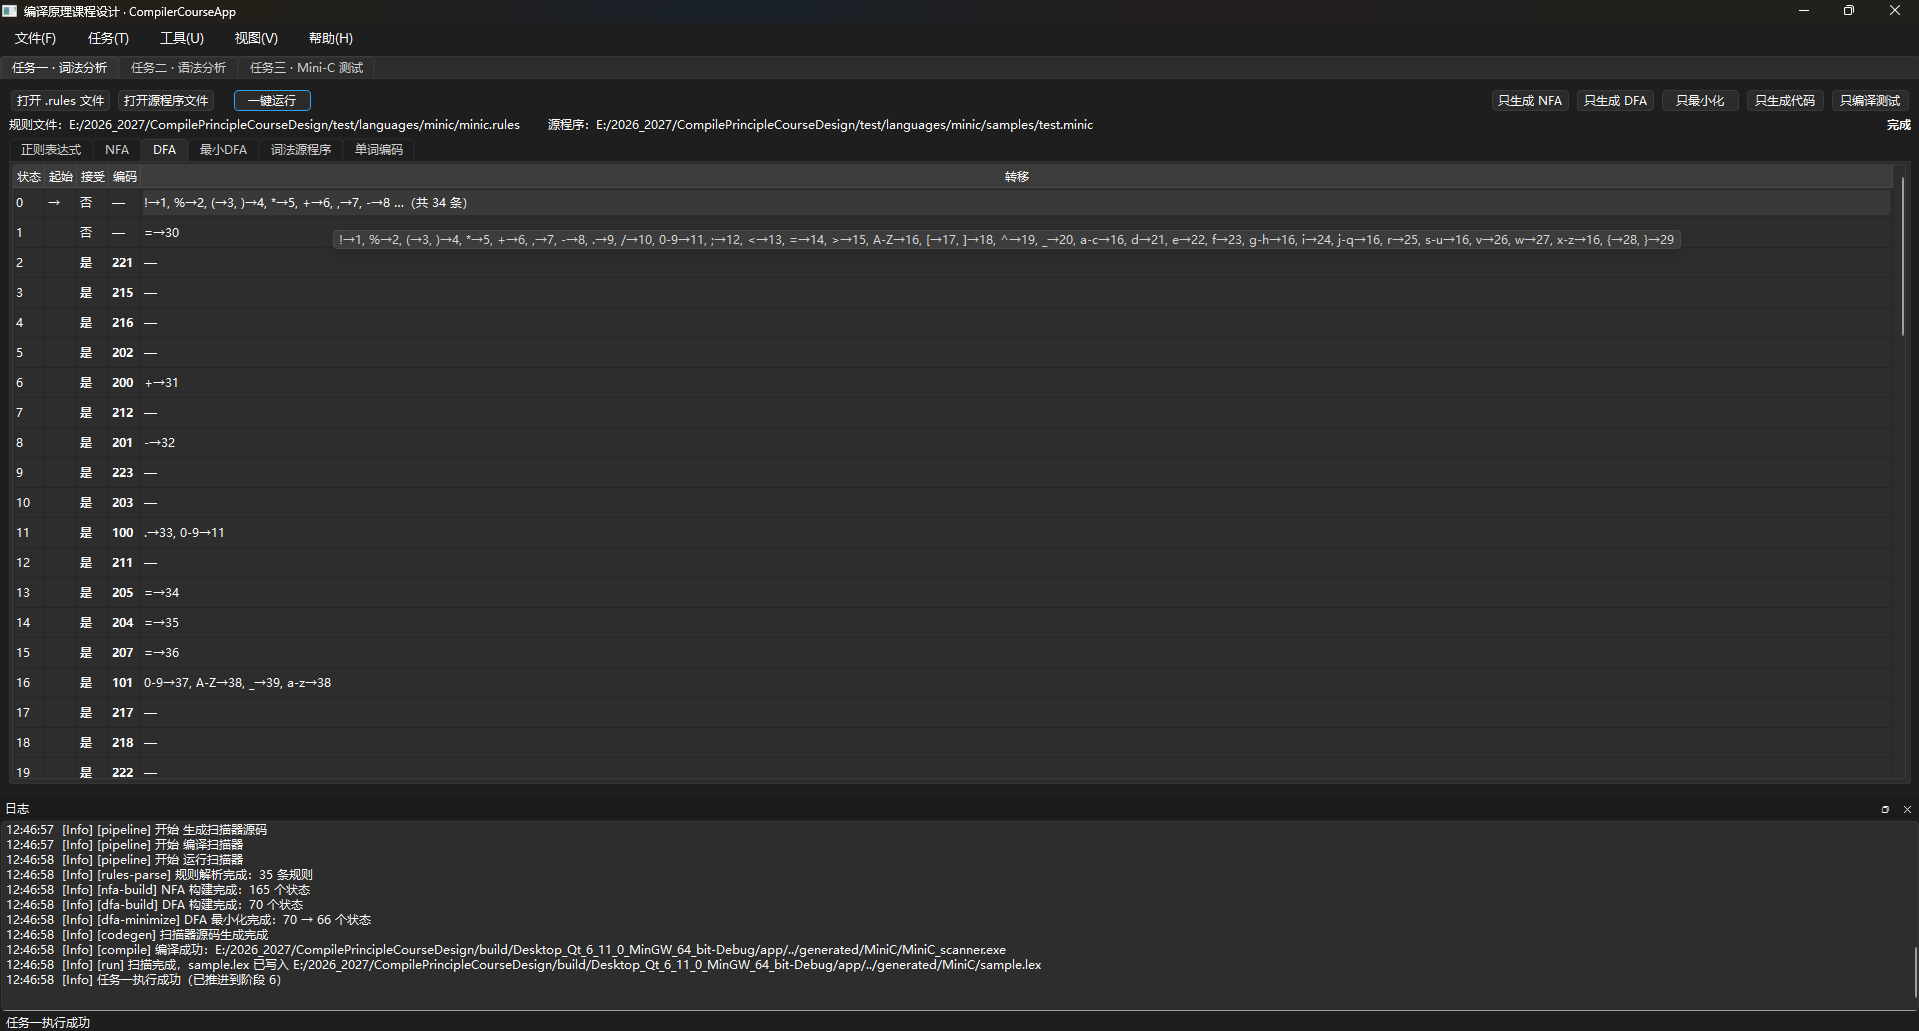 编译原理课程设计 · CompilerCourseApp
文件(F) 任务(T) 工具(U) 视图(V) 帮助(H)
任务一 · 词法分析 任务二 · 语法分析 任务三 · Mini-C 测试
打开 .rules 文件 打开源程序文件 一键运行 只生成 NFA 只生成 DFA 只最小化 只生成代码 只编译测试
规则文件: E:/2026_2027/CompilePrincipleCourseDesign/test/languages/minic/minic.rules 源程序: E:/2026_2027/CompilePrincipleCourseDesign/test/languages/minic/samples/test.minic 完成
正则表达式 NFA DFA 最小DFA 词法源程序 单词编码
状态 起始 接受 编码 转移
0 → 否 — !→1, %→2, (→3, )→4, *→5, +→6, ,→7, -→8 ... (共 34 条)
1 否 — =→30
!→1, %→2, (→3, )→4, *→5, +→6, ,→7, -→8, .→9, /→10, 0-9→11, ;→12, <→13, =→14, >→15, A-Z→16, [→17, ]→18, ^→19, _→20, a-c→16, d→21, e→22, f→23, g-h→16, i→24, j-q→16, r→25, s-u→16, v→26, w→27, x-z→16, {→28, }→29
2 是 221 —
3 是 215 —
4 是 216 —
5 是 202 —
6 是 200 +→31
7 是 212 —
8 是 201 -→32
9 是 223 —
10 是 203 —
11 是 100 .→33, 0-9→11
12 是 211 —
13 是 205 =→34
14 是 204 =→35
15 是 207 =→36
16 是 101 0-9→37, A-Z→38, _→39, a-z→38
17 是 217 —
18 是 218 —
19 是 222 —
日志
12:46:57 [Info] [pipeline] 开始 生成扫描器源码
12:46:57 [Info] [pipeline] 开始 编译扫描器
12:46:58 [Info] [pipeline] 开始 运行扫描器
12:46:58 [Info] [rules-parse] 规则解析完成: 35 条规则
12:46:58 [Info] [nfa-build] NFA 构建完成: 165 个状态
12:46:58 [Info] [dfa-build] DFA 构建完成: 70 个状态
12:46:58 [Info] [dfa-minimize] DFA 最小化完成: 70 → 66 个状态
12:46:58 [Info] [codegen] 扫描器源码生成完成
12:46:58 [Info] [compile] 编译成功: E:/2026_2027/CompilePrincipleCourseDesign/build/Desktop_Qt_6_11_0_MinGW_64_bit-Debug/app/../generated/MiniC/MiniC_scanner.exe
12:46:58 [Info] [run] 扫描完成, sample.lex 已写入 E:/2026_2027/CompilePrincipleCourseDesign/build/Desktop_Qt_6_11_0_MinGW_64_bit-Debug/app/../generated/MiniC/sample.lex
12:46:58 [Info] 任务一执行成功 (已推进到阶段 6)
任务一执行成功